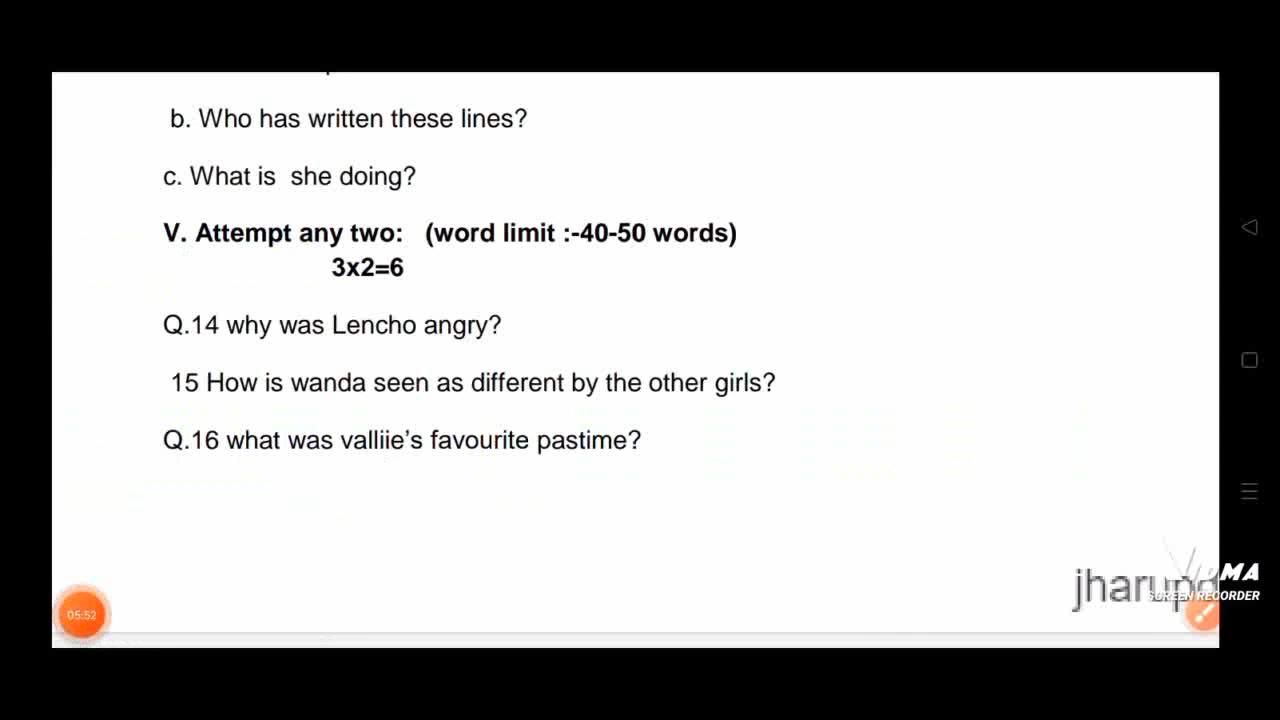 b. Who has written these lines?
c. What is she doing?
V. Attempt any two: (word limit :-40-50 words)
3x2=6
Q.14 why was Lencho angry?
15 How is wanda seen as different by the other girls?
Q.16 what was valliie's favourite pastime?
05:52
SCREEN RECORDER